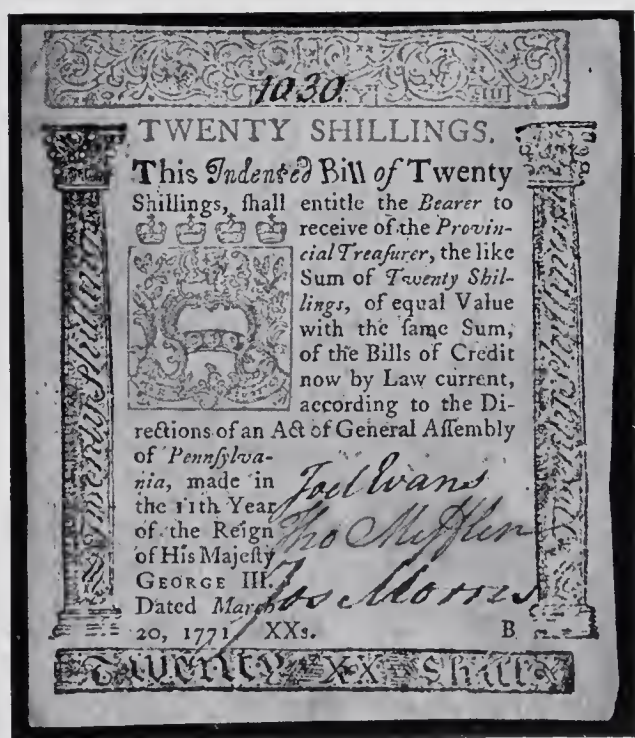 1030.
TWENTY SHILLINGS.
This Indented Bill of Twenty
Shillings, ſhall entitle the Bearer to
receive of the Provin-
cial Treaſurer, the like
Sum of Twenty Shil-
lings, of equal Value
with the ſame Sum,
of the Bills of Credit
now by Law current,
according to the Di-
rections of an Act of General Aſſembly
of Pennſylva-
nia, made in
the 11th Year
of the Reign
of His Majeſty
GEORGE III.
Dated March
20, 1771. XXs. B
Joel Evans
Tho Mifflin
Jos Morris
Twenty XX Shill
Twenty Shillings
Twenty Shillings